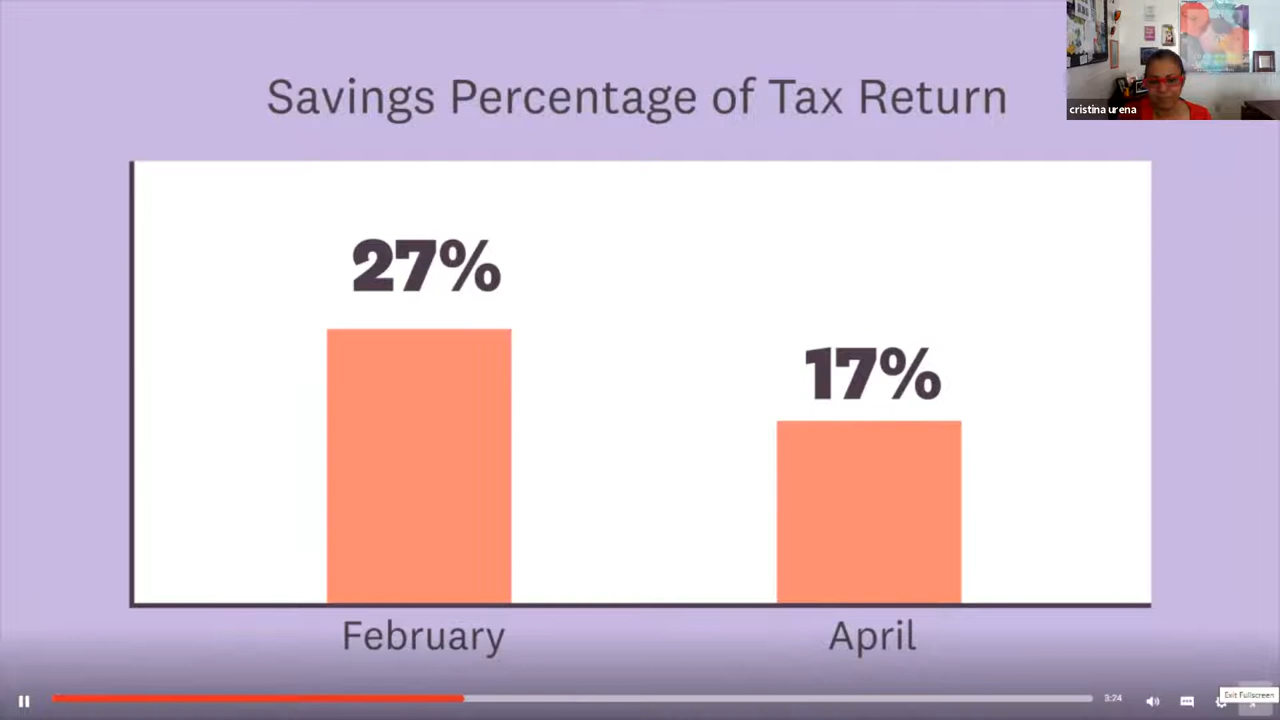 Savings Percentage of Tax Return
cristina urena
27%
17%
February
April
3:24
Exit Fullscreen